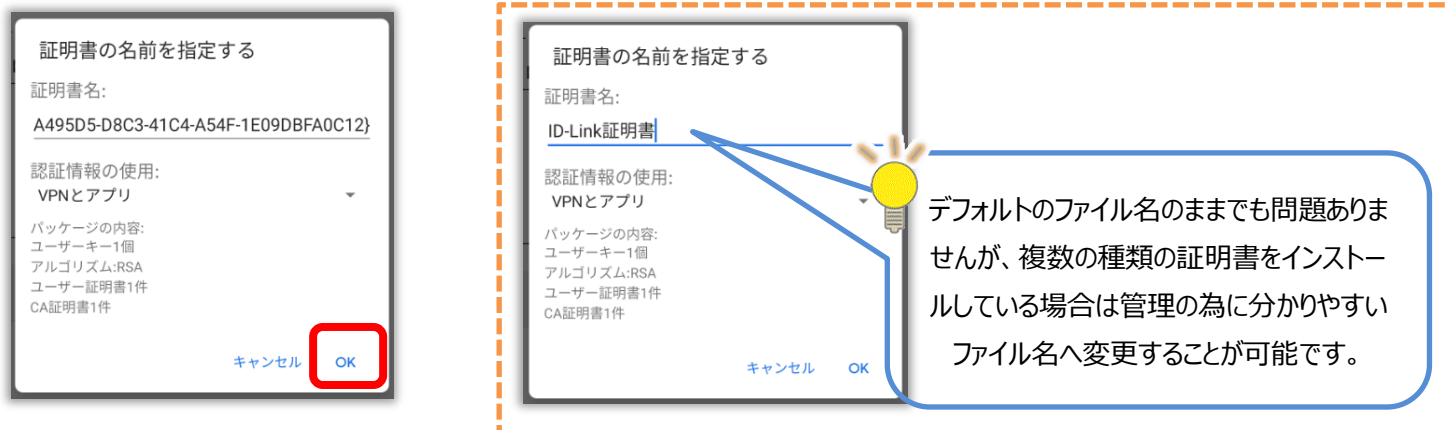 証明書の名前を指定する
証明書名:
A495D5-D8C3-41C4-A54F-1E09DBFA0C12}
認証情報の使用:
VPNとアプリ
パッケージの内容:
ユーザーキー1個
アルゴリズム:RSA
ユーザー証明書1件
CA証明書1件
キャンセル OK
証明書の名前を指定する
証明書名:
ID-Link証明書
認証情報の使用:
VPNとアプリ
パッケージの内容:
ユーザーキー1個
アルゴリズム:RSA
ユーザー証明書1件
CA証明書1件
キャンセル OK
デフォルトのファイル名のままでも問題ありま
せんが、複数の種類の証明書をインストー
ルしている場合は管理の為に分かりやすい
ファイル名へ変更することが可能です。